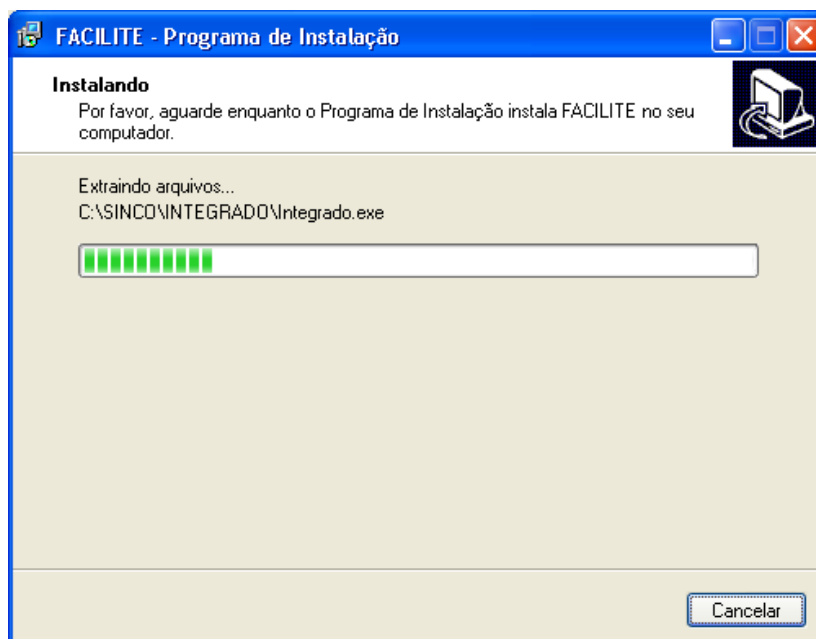 FACILITE - Programa de Instalação
Instalando
Por favor, aguarde enquanto o Programa de Instalação instala FACILITE no seu
computador.
Extraindo arquivos...
C:\SINCO\INTEGRADO\Integrado.exe
Cancelar